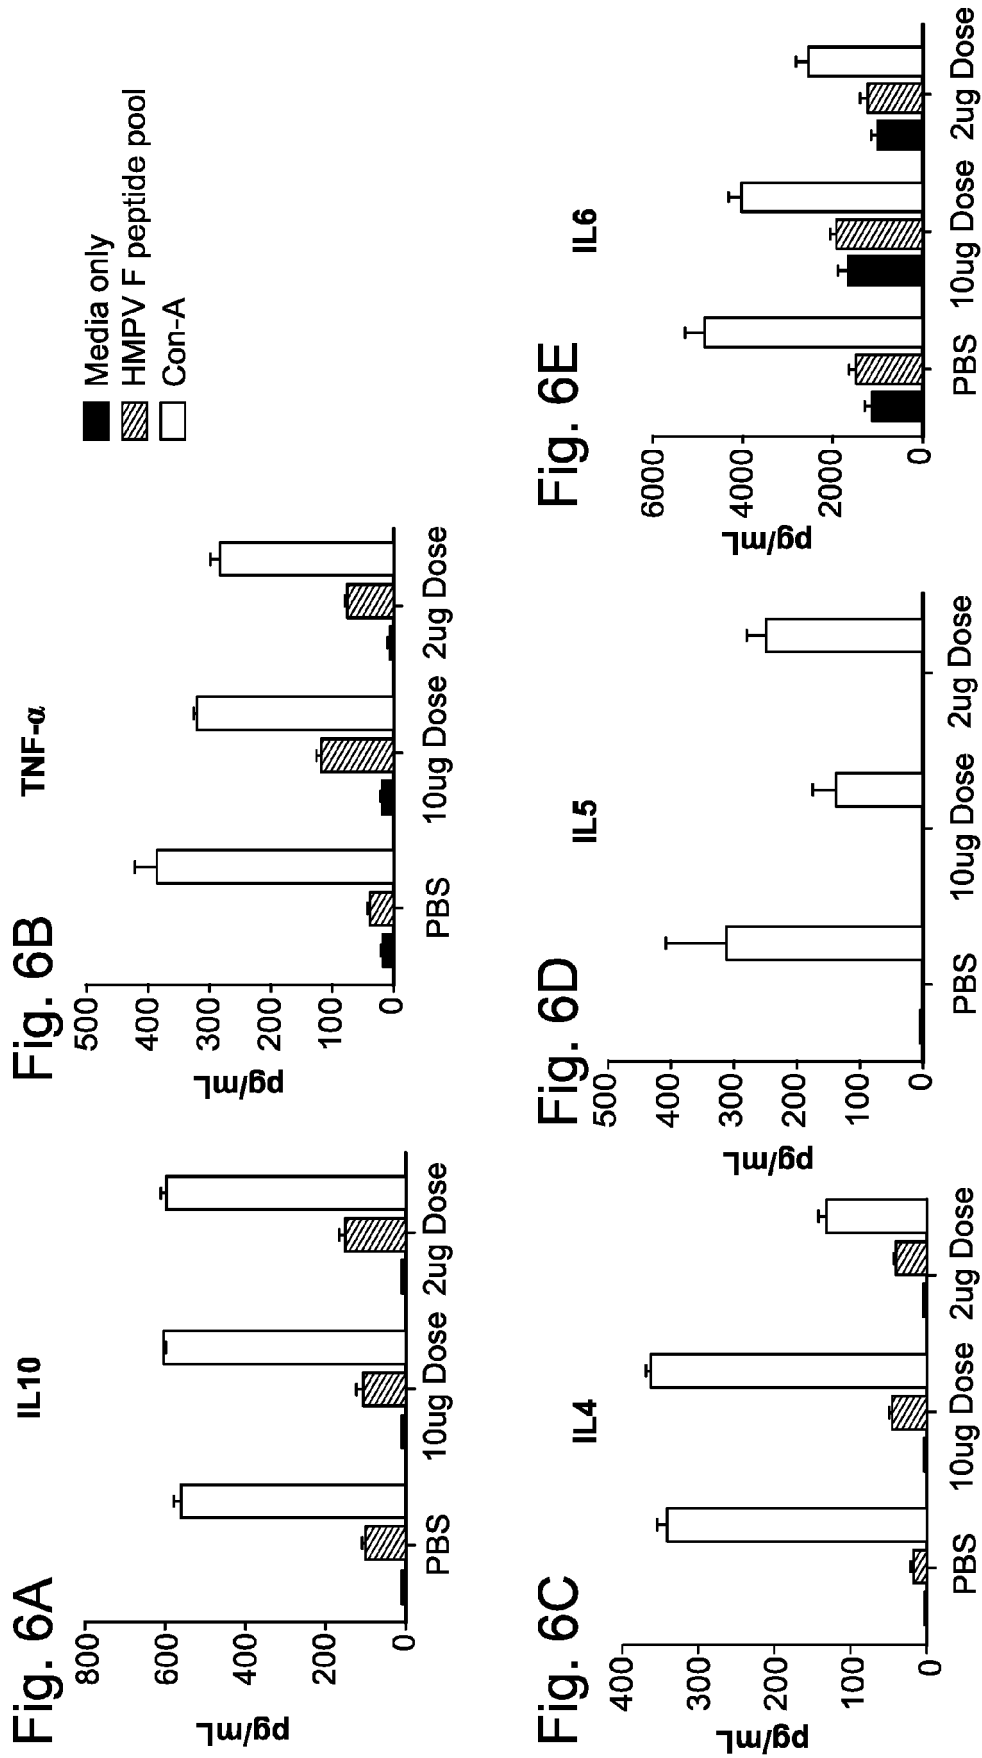 Fig. 6A
IL10
pg/mL
800
600
400
200
0
PBS 10ug Dose 2ug Dose
Fig. 6B
TNF-α
pg/mL
500
400
300
200
100
0
PBS 10ug Dose 2ug Dose
Media only
HMPV F peptide pool
Con-A
Fig. 6C
IL4
pg/mL
400
300
200
100
0
PBS 10ug Dose 2ug Dose
Fig. 6D
IL5
pg/mL
500
400
300
200
100
0
PBS 10ug Dose 2ug Dose
Fig. 6E
IL6
pg/mL
6000
4000
2000
0
PBS 10ug Dose 2ug Dose